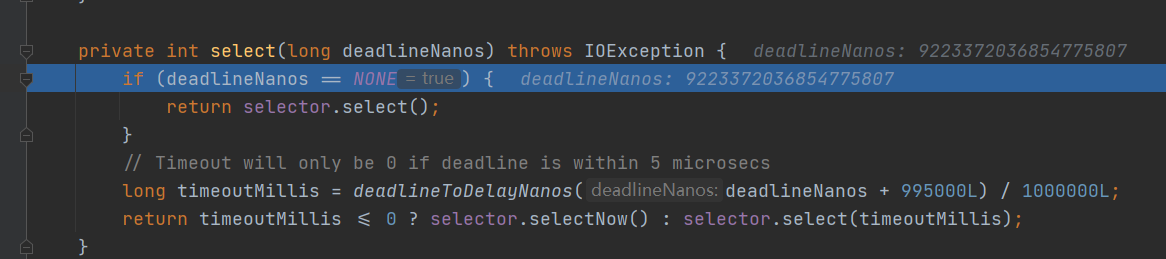 }
private int select(long deadlineNanos) throws IOException {   deadlineNanos: 9223372036854775807
if (deadlineNanos == NONE = true ) {   deadlineNanos: 9223372036854775807
return selector.select();
}
// Timeout will only be 0 if deadline is within 5 microsecs
long timeoutMillis = deadlineToDelayNanos( deadlineNanos: deadlineNanos + 995000L) / 1000000L;
return timeoutMillis <= 0 ? selector.selectNow() : selector.select(timeoutMillis);
}